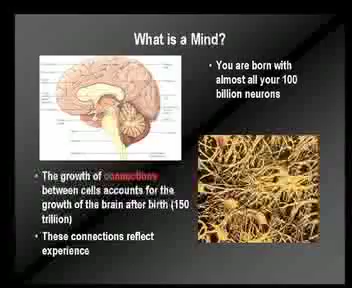 What is a Mind?
• You are born with
almost all your 100
billion neurons
• The growth of connections
between cells accounts for the
growth of the brain after birth (150
trillion)
• These connections reflect
experience